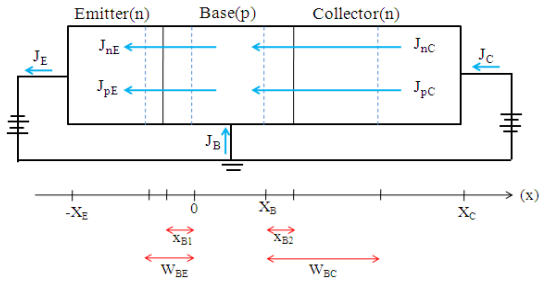 Emitter(n) Base(p) Collector(n)
J_E J_nE J_nC J_C
J_pE J_pC
J_B
-X_E 0 X_B X_C (x)
x_B1 x_B2
W_BE W_BC